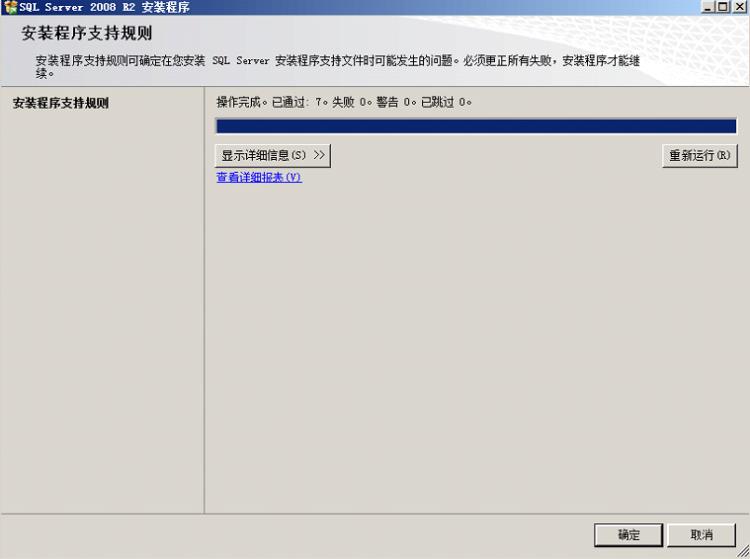 SQL Server 2008 R2 安装程序
安装程序支持规则
安装程序支持规则可确定在您安装 SQL Server 安装程序支持文件时可能发生的问题。必须更正所有失败，安装程序才能继
续。
安装程序支持规则
操作完成。已通过: 7。失败 0。警告 0。已跳过 0。
显示详细信息(S) >>
重新运行(R)
查看详细报表(V)
确定
取消